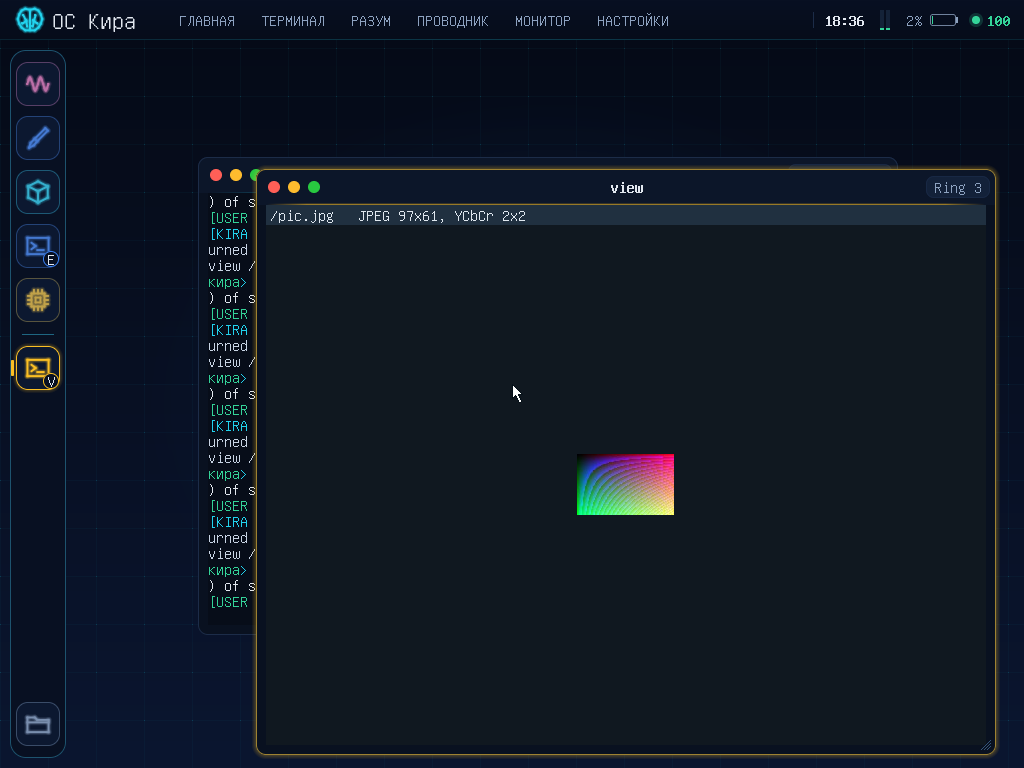 ОС Кира ГЛАВНАЯ ТЕРМИНАЛ РАЗУМ ПРОВОДНИК МОНИТОР НАСТРОЙКИ 18:36 2% 100
view Ring 3
/pic.jpg JPEG 97x61, YCbCr 2x2
) of s
[USER
[KIRA
urned
view /
кира>
) of s
[USER
[KIRA
urned
view /
кира>
) of s
[USER
[KIRA
urned
view /
кира>
) of s
[USER
[KIRA
urned
view /
кира>
) of s
[USER
E
V